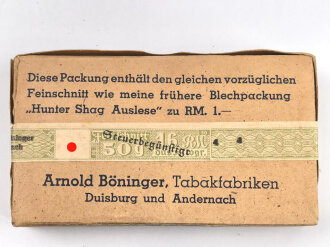 Diese Packung enthält den gleichen vorzüglichen
Feinschnitt wie meine frühere Blechpackung
„Hunter Shag Auslese" zu RM. 1.—
Steuerbegünstigt
50g
Arnold Böninger, Tabakfabriken
Duisburg und Andernach